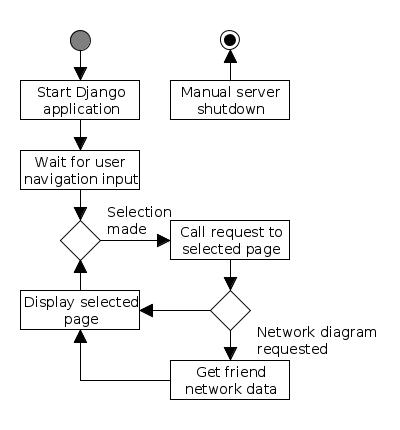 Start Django
application
Manual server
shutdown
Wait for user
navigation input
Selection
made
Call request to
selected page
Display selected
page
Network diagram
requested
Get friend
network data